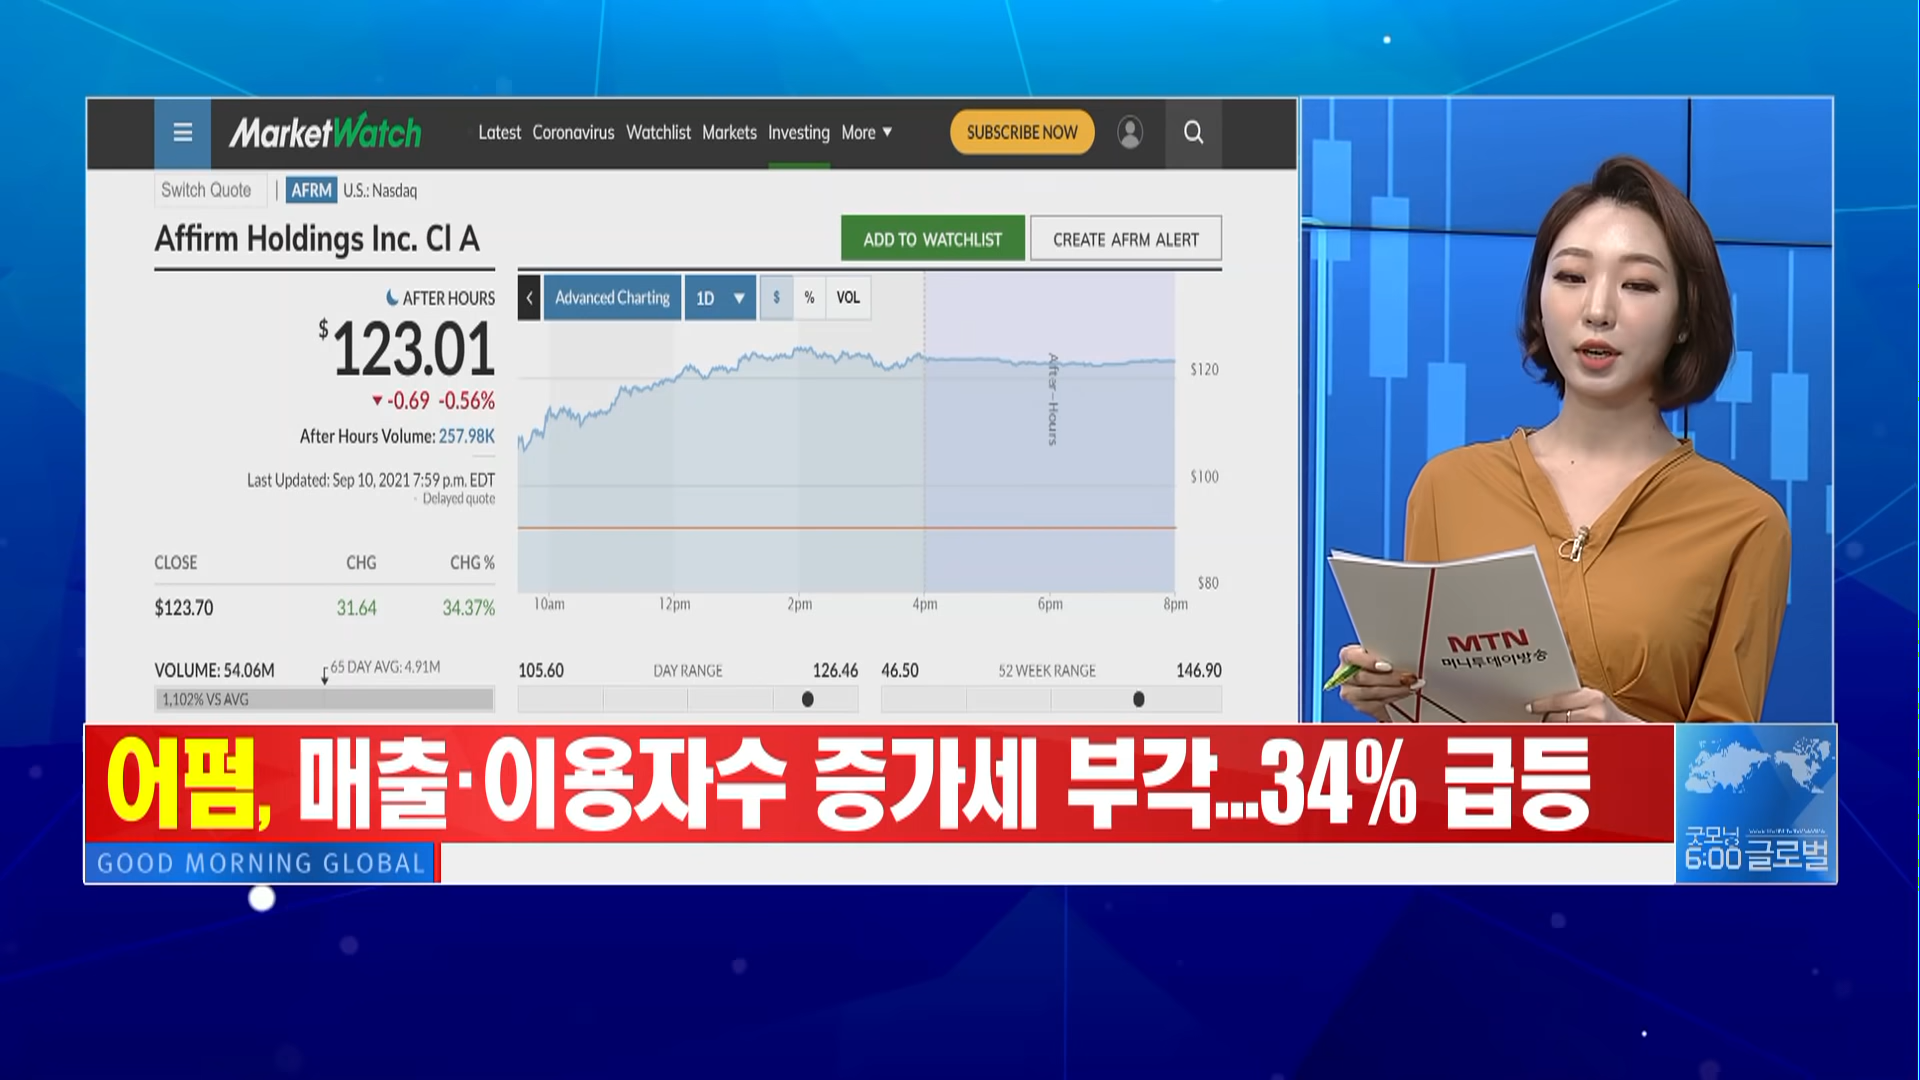 MarketWatch
Latest Coronavirus Watchlist Markets Investing More ▼
SUBSCRIBE NOW
Switch Quote | AFRM U.S.: Nasdaq
Affirm Holdings Inc. Cl A
ADD TO WATCHLIST
CREATE AFRM ALERT
AFTER HOURS
$123.01
▼ -0.69 -0.56%
After Hours Volume: 257.98K
Last Updated: Sep 10, 2021 7:59 p.m. EDT
Delayed quote
CLOSE CHG CHG %
$123.70 31.64 34.37%
VOLUME: 54.06M
65 DAY AVG: 4.91M
1,102% VS AVG
Advanced Charting 1D ▼ $ % VOL
After-Hours
$120
$100
$80
10am 12pm 2pm 4pm 6pm 8pm
105.60 DAY RANGE 126.46
46.50 52 WEEK RANGE 146.90
MTN
머니투데이방송
어펌, 매출·이용자수 증가세 부각...34% 급등
GOOD MORNING GLOBAL
굿모닝
6:00 글로벌